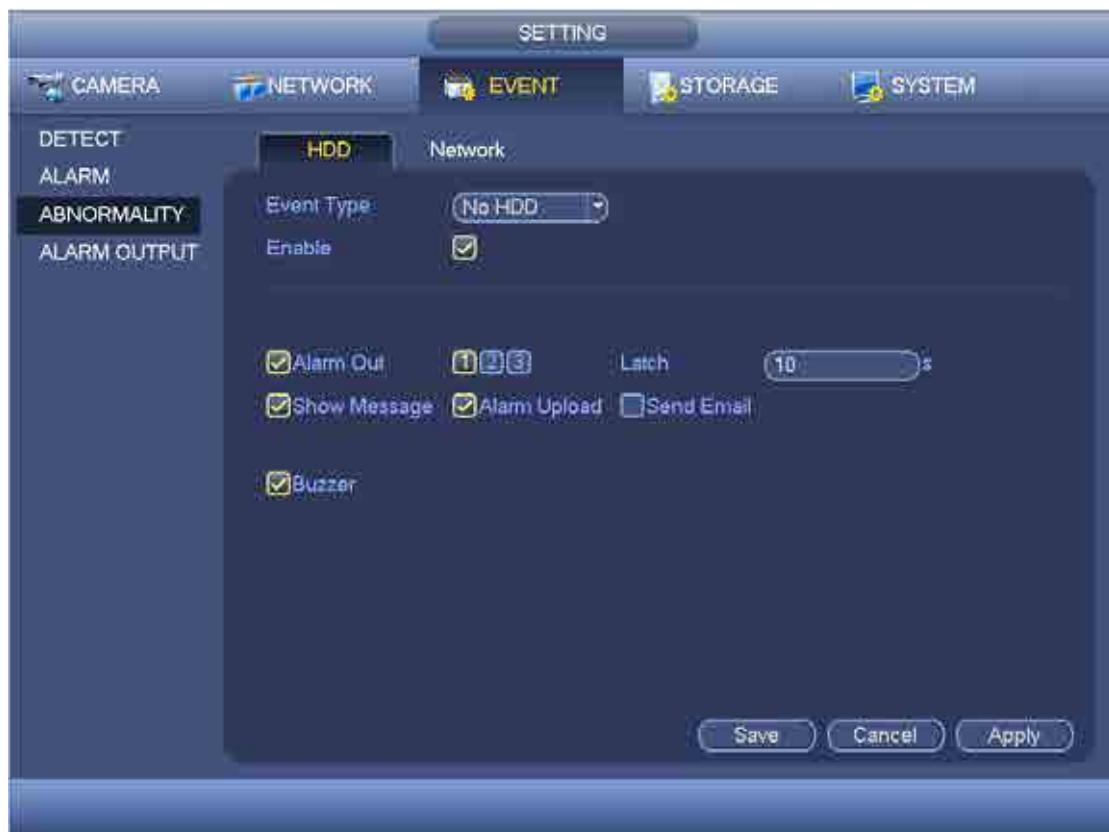 SETTING
CAMERA NETWORK EVENT STORAGE SYSTEM
DETECT
ALARM
ABNORMALITY
ALARM OUTPUT
HDD Network
Event Type No HDD
Enable
Alarm Out 1 2 3 Latch 10 s
Show Message Alarm Upload Send Email
Buzzer
Save Cancel Apply